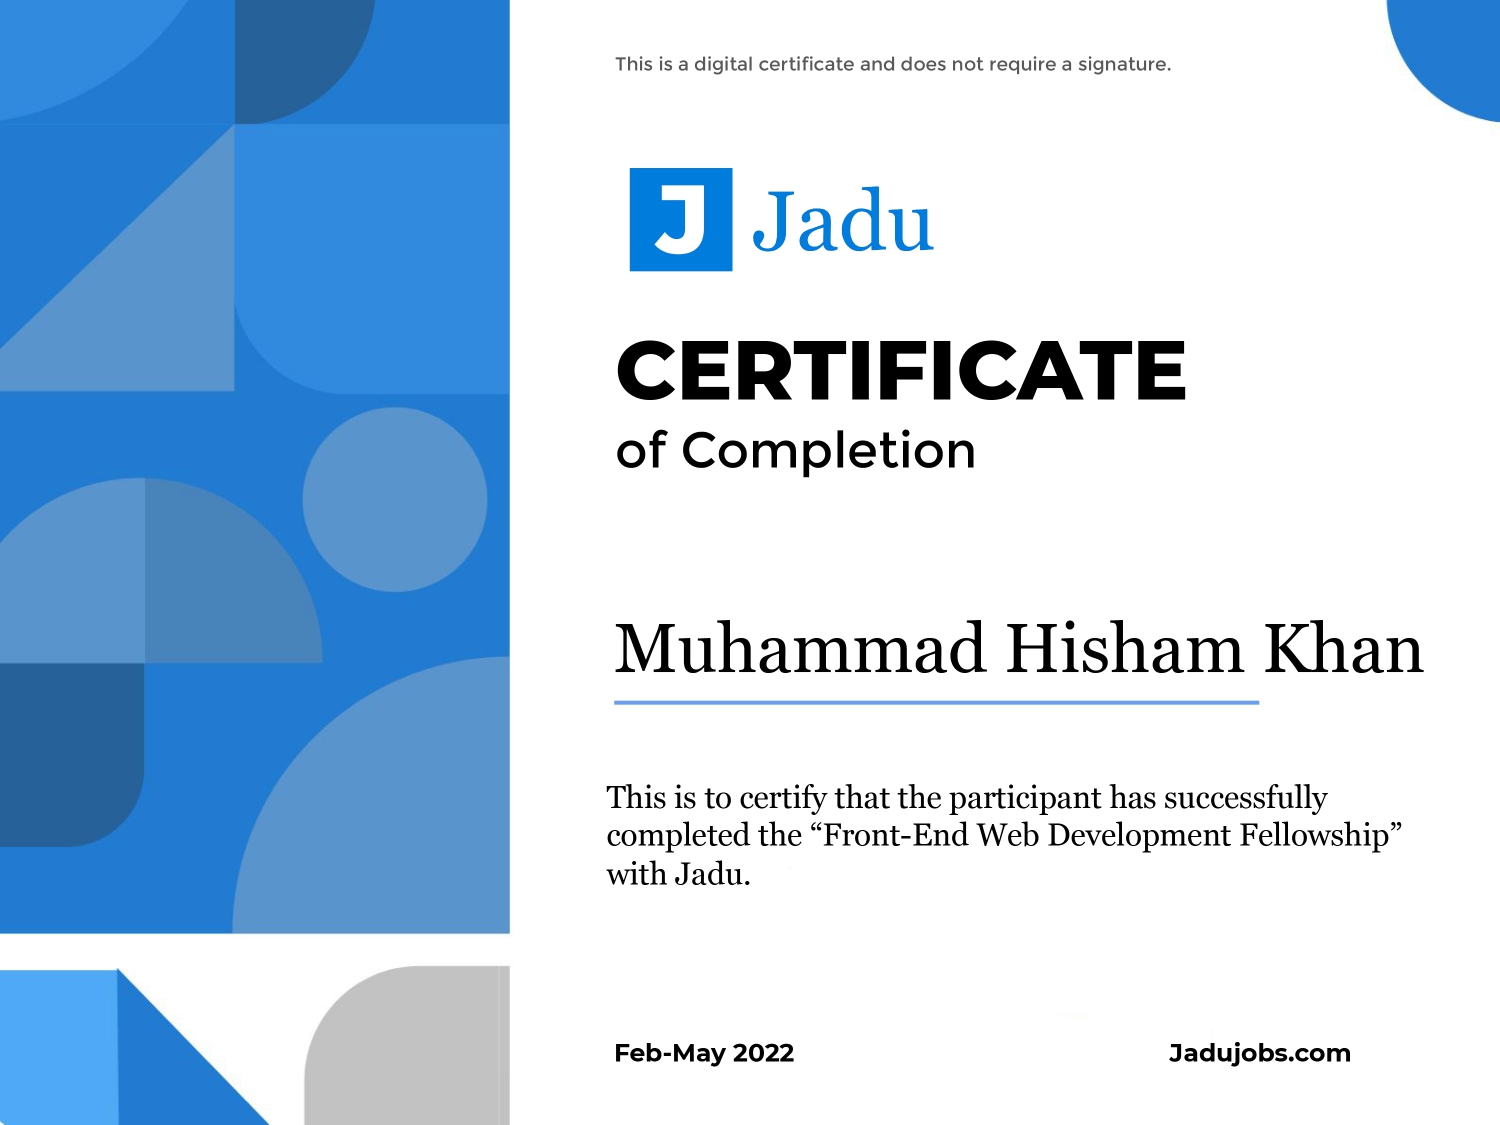 This is a digital certificate and does not require a signature.
J Jadu
CERTIFICATE
of Completion
Muhammad Hisham Khan
This is to certify that the participant has successfully
completed the “Front-End Web Development Fellowship”
with Jadu.
Feb-May 2022
Jadujobs.com